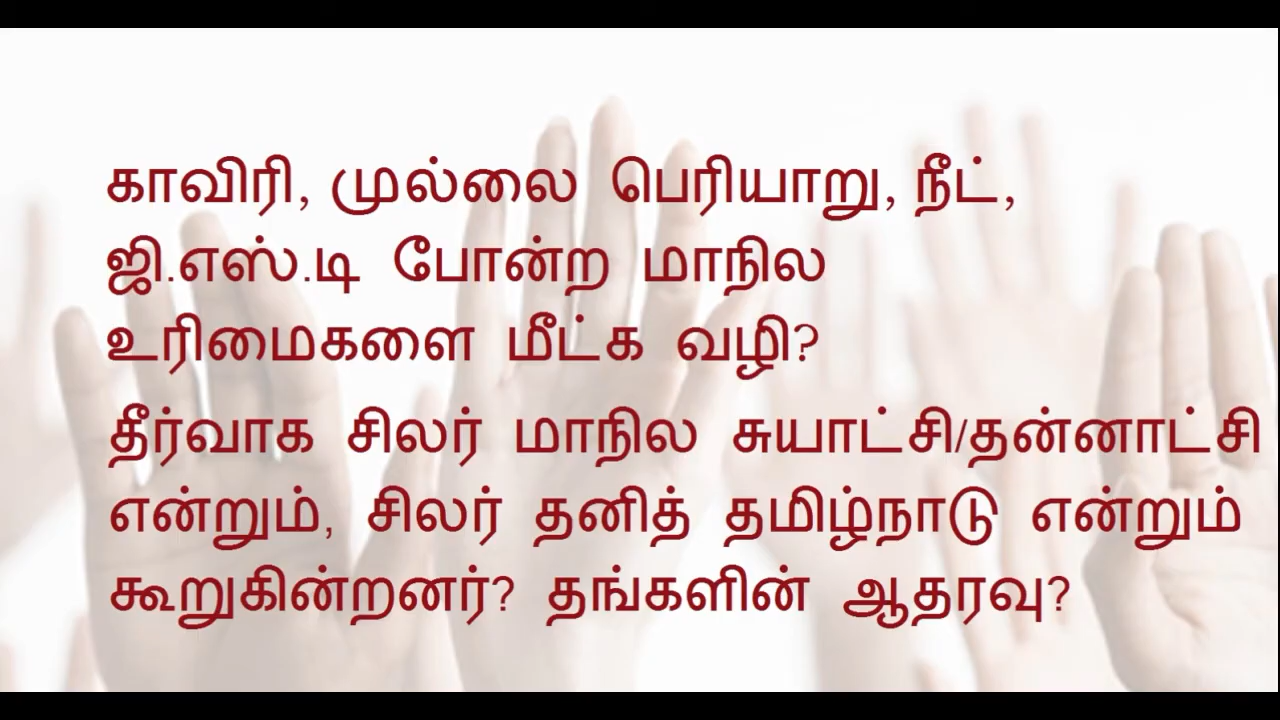 காவிரி, முல்லை பெரியாறு, நீட்,
ஜி.எஸ்.டி போன்ற மாநில
உரிமைகளை மீட்க வழி?
தீர்வாக சிலர் மாநில சுயாட்சி/தன்னாட்சி
என்றும், சிலர் தனித் தமிழ்நாடு என்றும்
கூறுகின்றனர்? தங்களின் ஆதரவு?